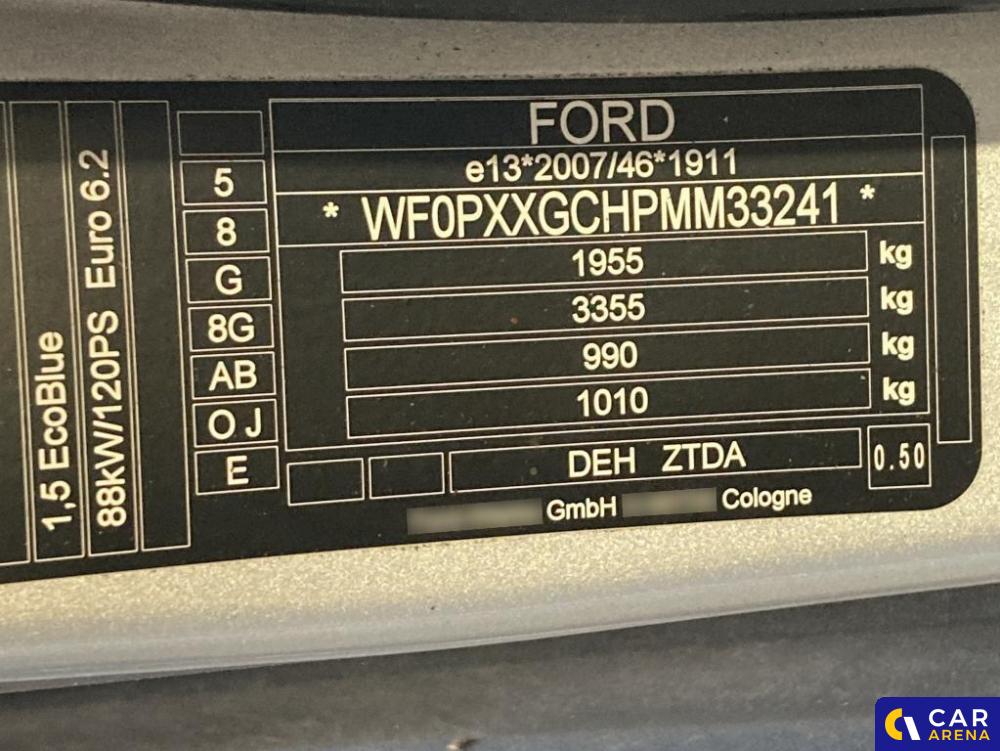 1,5 EcoBlue
88kW/120PS Euro 6.2
5
8
G
8G
AB
O J
E
FORD
e13*2007/46*1911
* WF0PXXGCHPMM33241 *
1955 kg
3355 kg
990 kg
1010 kg
DEH ZTDA
0.50
GmbH
Cologne
CAR
ARENA